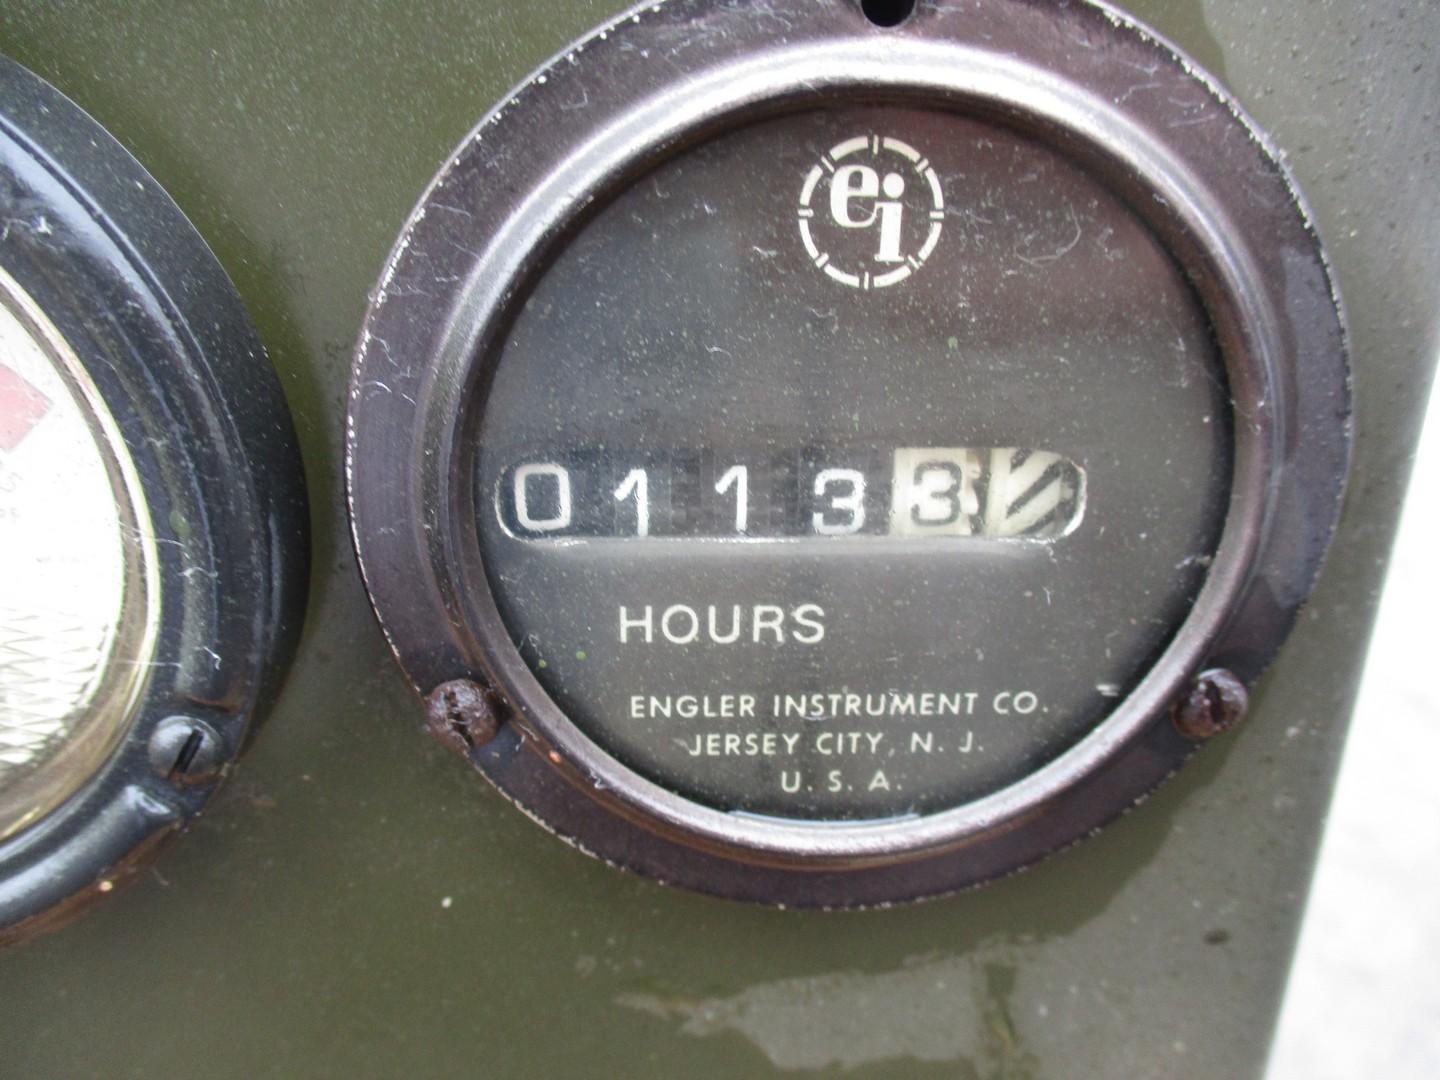 ei
01133
HOURS
ENGLER INSTRUMENT CO.
JERSEY CITY, N. J.
U. S. A.